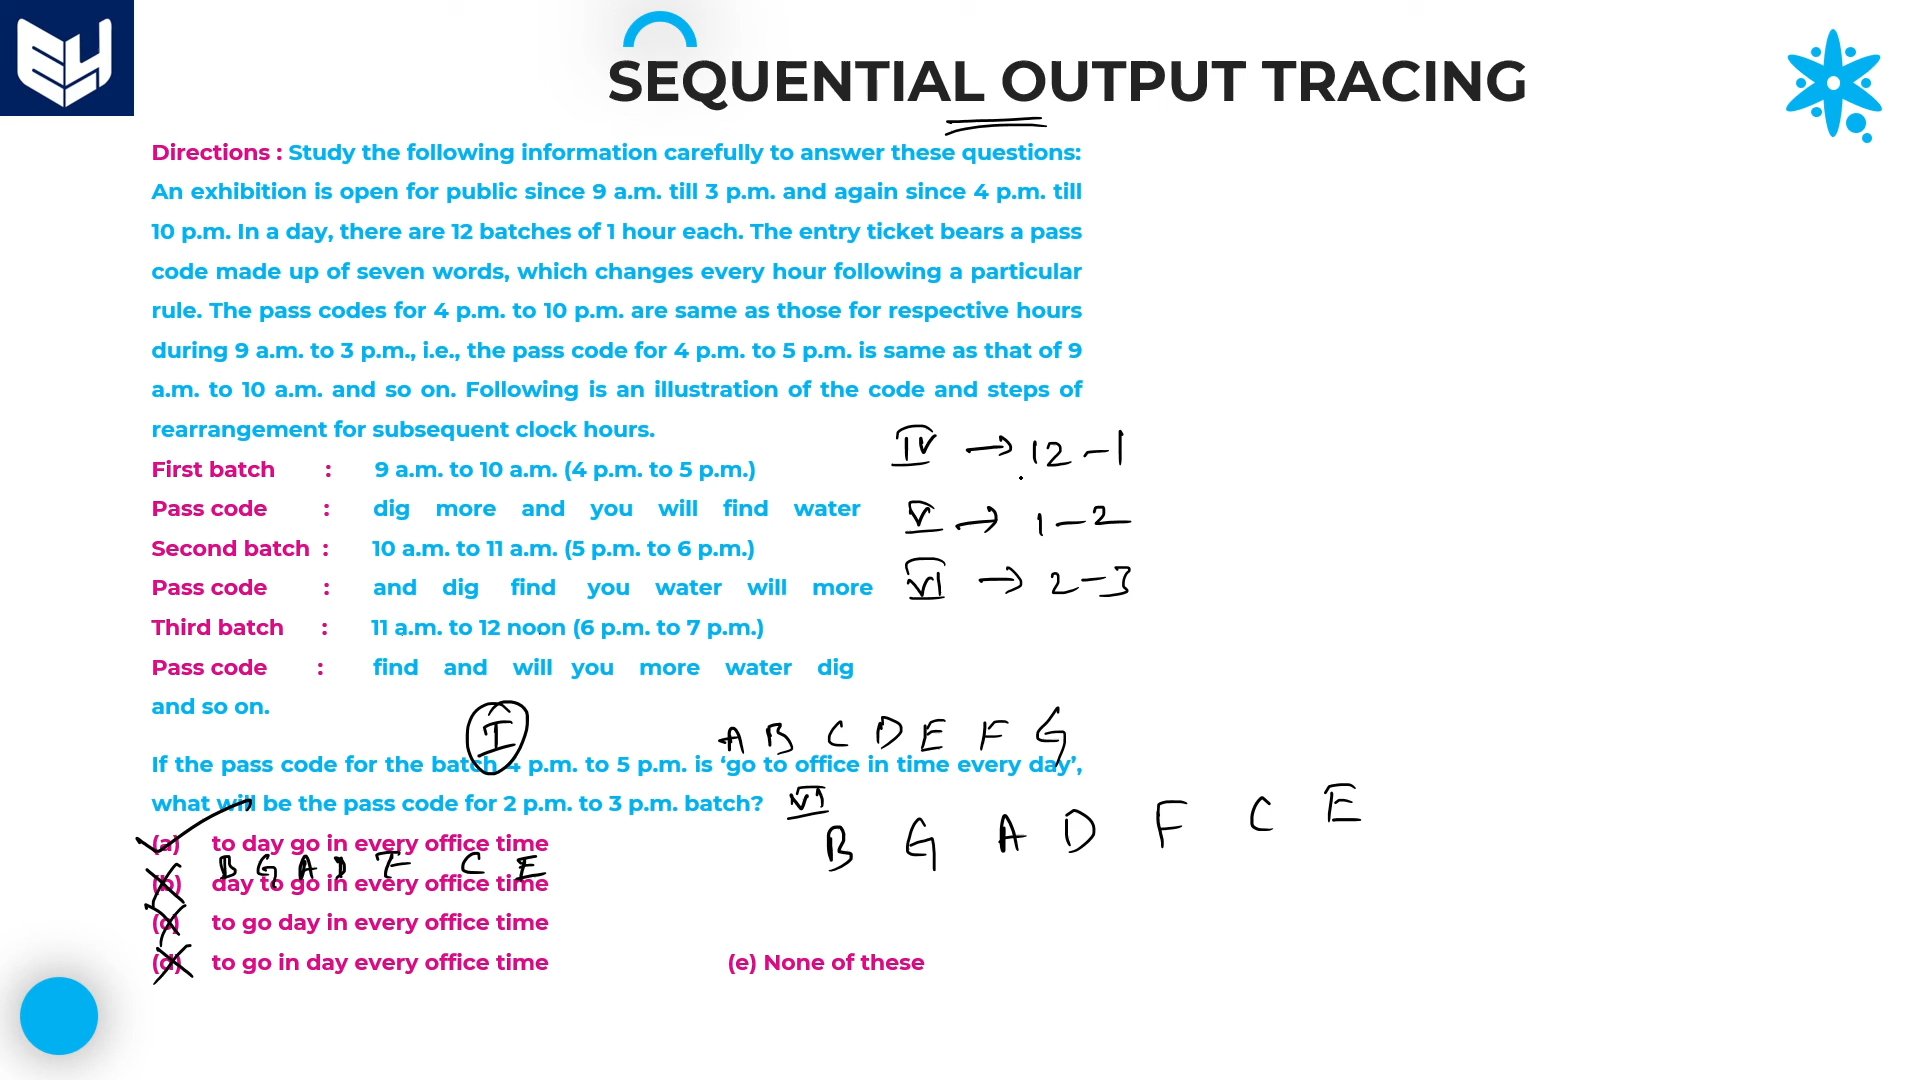 SEQUENTIAL OUTPUT TRACING
Directions : Study the following information carefully to answer these questions:
An exhibition is open for public since 9 a.m. till 3 p.m. and again since 4 p.m. till
10 p.m. In a day, there are 12 batches of 1 hour each. The entry ticket bears a pass
code made up of seven words, which changes every hour following a particular
rule. The pass codes for 4 p.m. to 10 p.m. are same as those for respective hours
during 9 a.m. to 3 p.m., i.e., the pass code for 4 p.m. to 5 p.m. is same as that of 9
a.m. to 10 a.m. and so on. Following is an illustration of the code and steps of
rearrangement for subsequent clock hours.
IV → 12 - 1
First batch : 9 a.m. to 10 a.m. (4 p.m. to 5 p.m.)
Pass code : dig more and you will find water
V → 1 - 2
Second batch : 10 a.m. to 11 a.m. (5 p.m. to 6 p.m.)
Pass code : and dig find you water will more
VI → 2 - 3
Third batch : 11 a.m. to 12 noon (6 p.m. to 7 p.m.)
Pass code : find and will you more water dig
and so on.
I
A B C D E F G
If the pass code for the batch 4 p.m. to 5 p.m. is ‘go to office in time every day’,
what will be the pass code for 2 p.m. to 3 p.m. batch?
VI
B G A D F C E
(a) to day go in every office time
B G A D F C E
(b) day to go in every office time
(c) to go day in every office time
(d) to go in day every office time (e) None of these